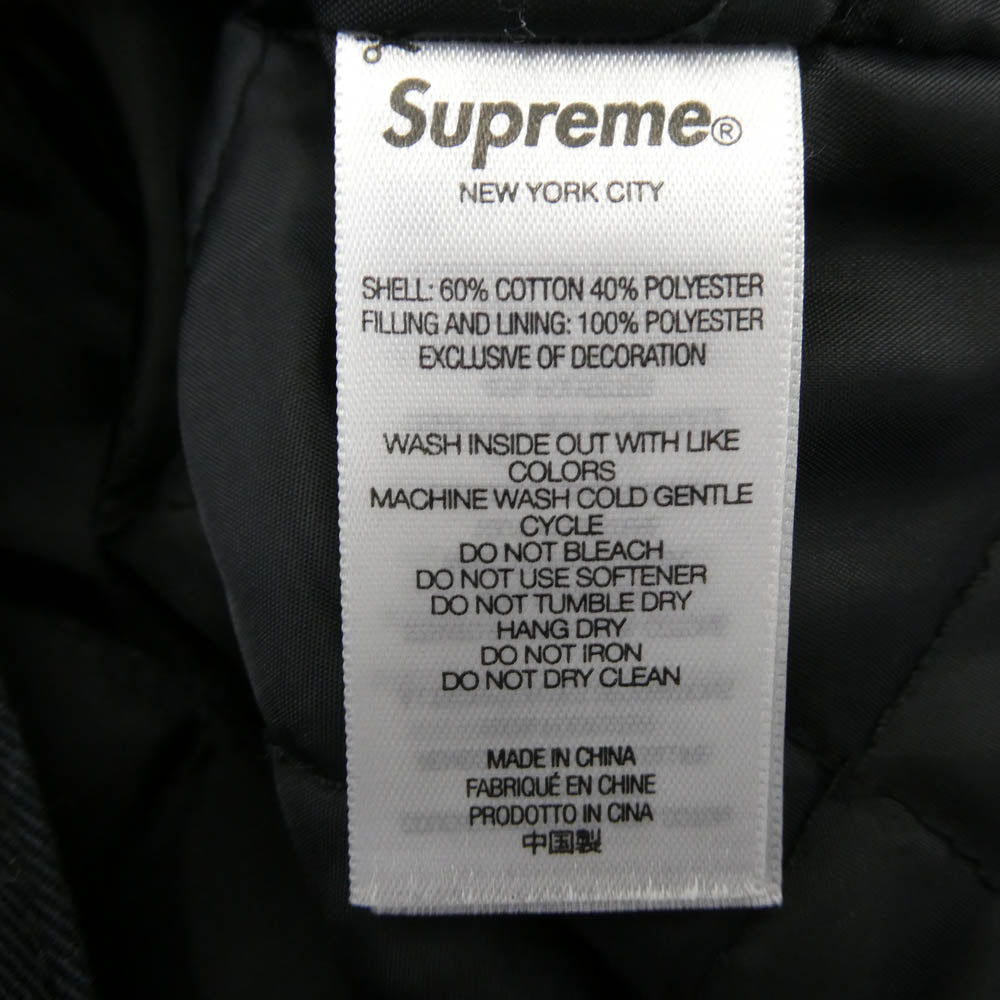 Supreme®
NEW YORK CITY
SHELL: 60% COTTON 40% POLYESTER
FILLING AND LINING: 100% POLYESTER
EXCLUSIVE OF DECORATION
WASH INSIDE OUT WITH LIKE
COLORS
MACHINE WASH COLD GENTLE
CYCLE
DO NOT BLEACH
DO NOT USE SOFTENER
DO NOT TUMBLE DRY
HANG DRY
DO NOT IRON
DO NOT DRY CLEAN
MADE IN CHINA
FABRIQUÉ EN CHINE
PRODOTTO IN CINA
中国製